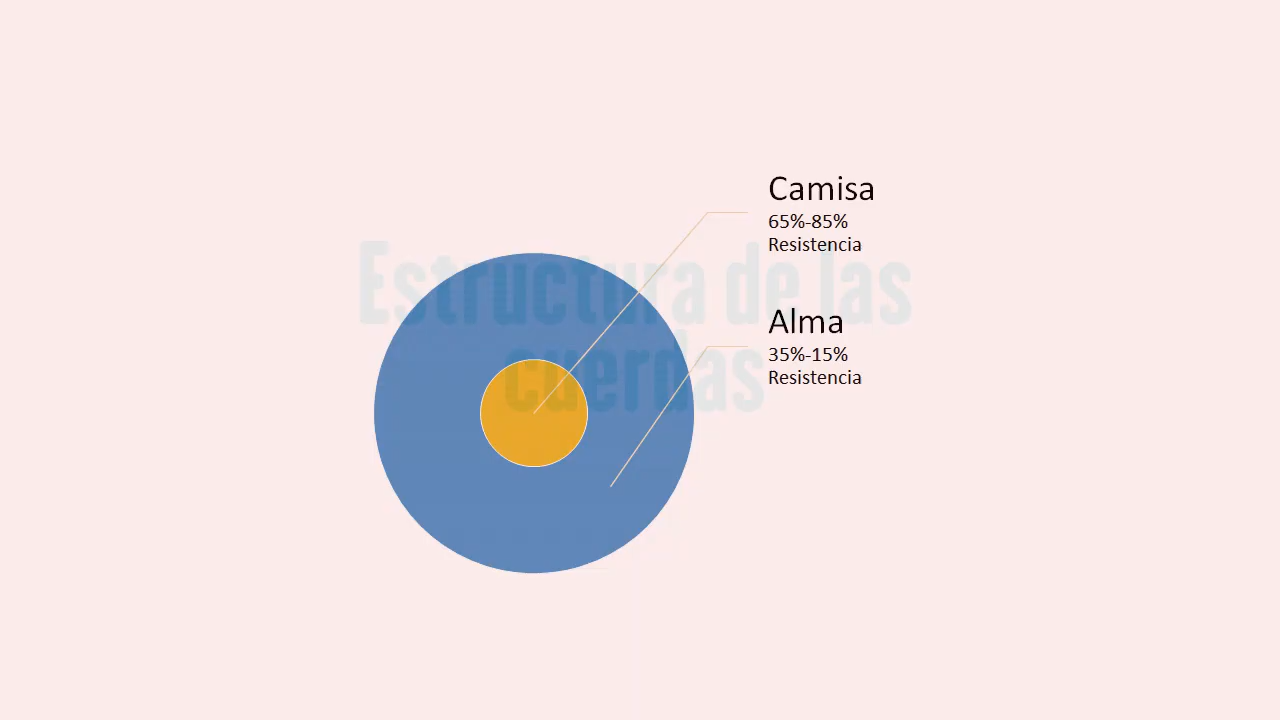 Estructura de las
cuerdas
Camisa
65%-85%
Resistencia
Alma
35%-15%
Resistencia